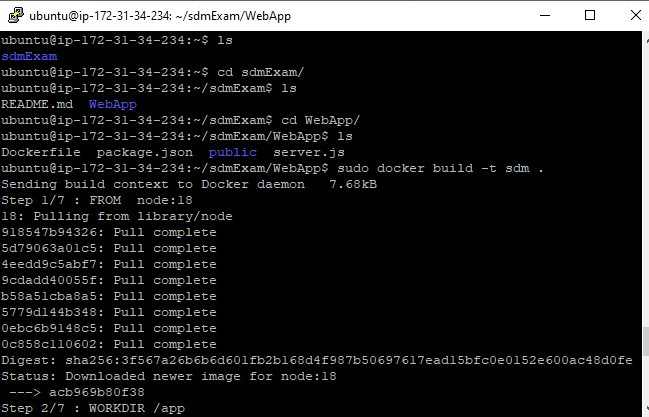 ubuntu@ip-172-31-34-234: ~/sdmExam/WebApp
ubuntu@ip-172-31-34-234:~$ ls
sdmExam
ubuntu@ip-172-31-34-234:~$ cd sdmExam/
ubuntu@ip-172-31-34-234:~/sdmExam$ ls
README.md  WebApp
ubuntu@ip-172-31-34-234:~/sdmExam$ cd WebApp/
ubuntu@ip-172-31-34-234:~/sdmExam/WebApp$ ls
Dockerfile  package.json  public  server.js
ubuntu@ip-172-31-34-234:~/sdmExam/WebApp$ sudo docker build -t sdm .
Sending build context to Docker daemon   7.68kB
Step 1/7 : FROM  node:18
18: Pulling from library/node
918547b94326: Pull complete
5d79063a01c5: Pull complete
4eedd9c5abf7: Pull complete
9cdadd40055f: Pull complete
b58a51cba8a5: Pull complete
5779d144b348: Pull complete
0ebc6b9148c5: Pull complete
0c858c110602: Pull complete
Digest: sha256:3f567a26b6b6d601fb2b168d4f987b50697617ead15bfc0e0152e600ac48d0fe
Status: Downloaded newer image for node:18
 ---> acb969b80f38
Step 2/7 : WORKDIR /app